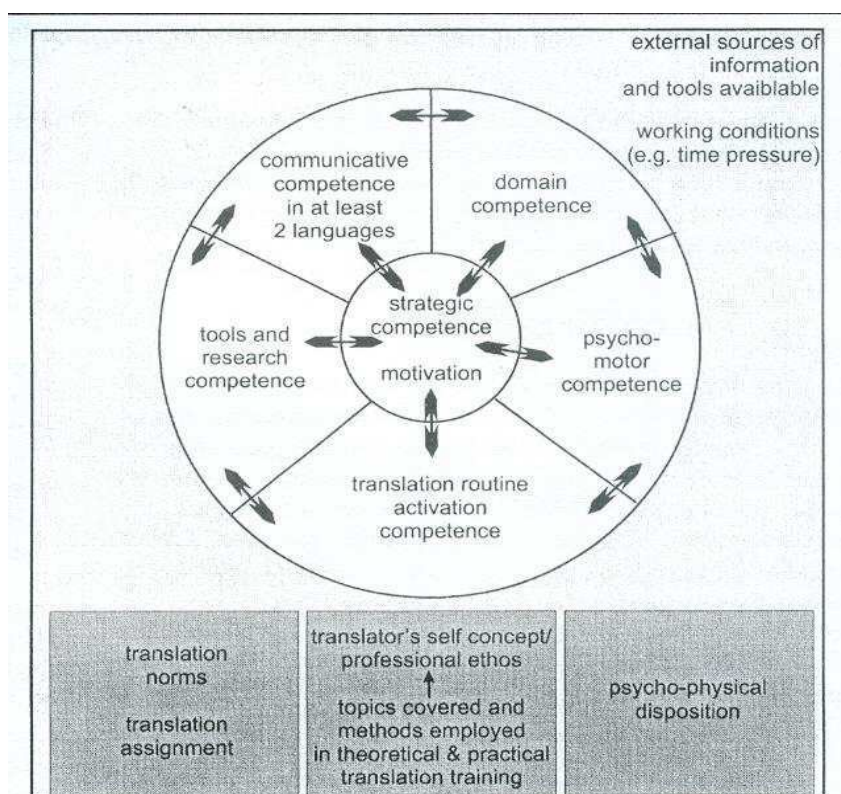 external sources of
information
and tools avaiblable
working conditions
(e.g. time pressure)
communicative
competence
in at least
2 languages
domain
competence
strategic
competence
motivation
tools and
research
competence
psycho-
motor
competence
translation routine
activation
competence
translation
norms
translation
assignment
translator's self concept/
professional ethos
topics covered and
methods employed
in theoretical & practical
translation training
psycho-physical
disposition